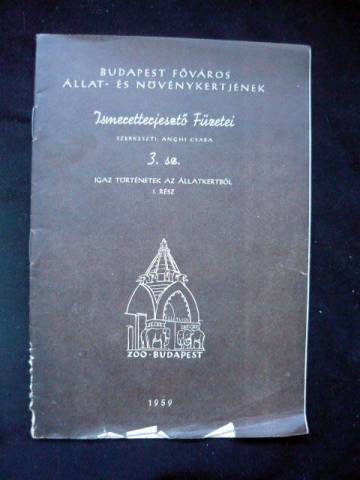 BUDAPEST FŐVÁROS
ÁLLAT- ÉS NÖVÉNYKERTJÉNEK
Ismeretterjesztő Füzetei
SZERKESZTI: ANGHI CSABA
3. sz.
IGAZ TÖRTÉNETEK AZ ÁLLATKERTBŐL
I. RÉSZ
ZOO · BUDAPEST
1959